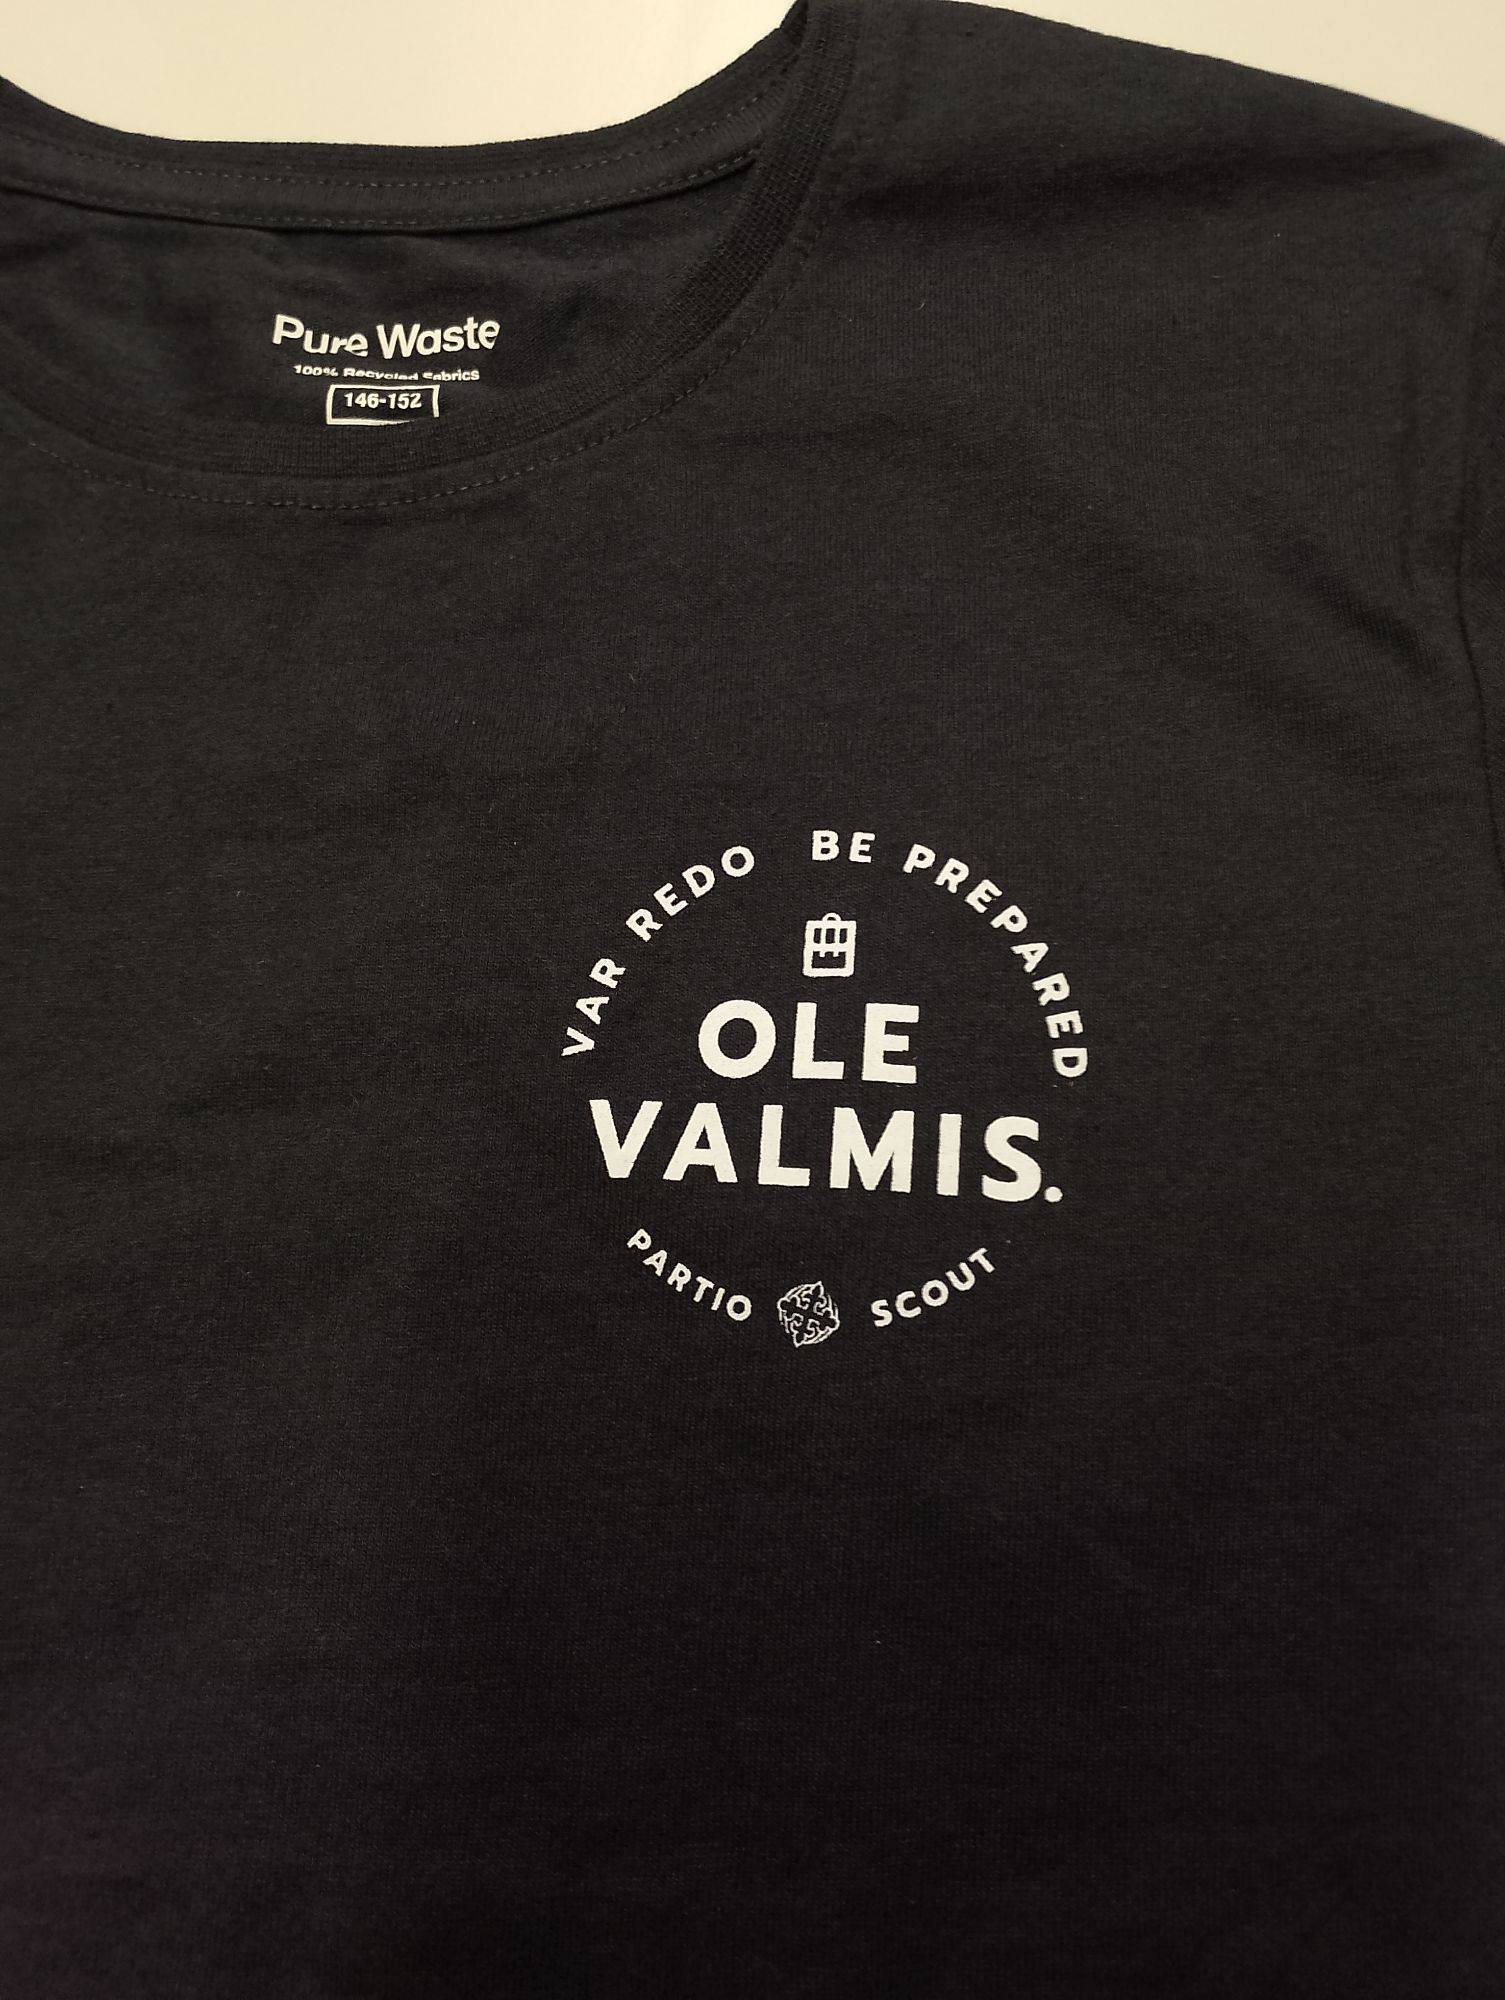 Pure Waste
100% Recycled Fabrics
146-152
VAR REDO BE PREPARED
OLE
VALMIS.
PARTIO SCOUT